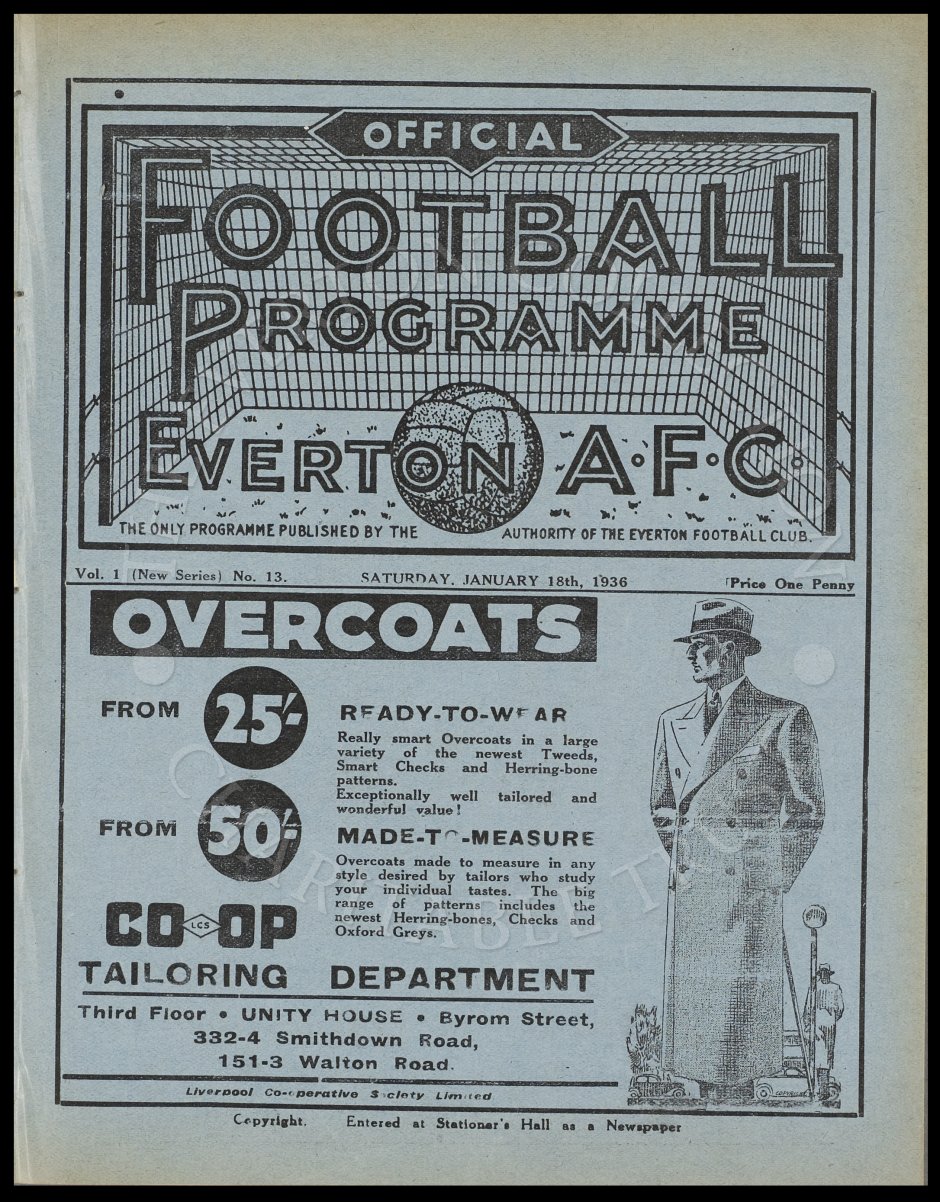 OFFICIAL
FOOTBALL
PROGRAMME
EVERTON A·F·C·
THE ONLY PROGRAMME PUBLISHED BY THE AUTHORITY OF THE EVERTON FOOTBALL CLUB.
Vol. 1 (New Series) No. 13. SATURDAY, JANUARY 18th, 1936 Price One Penny
OVERCOATS
FROM 25/-
READY-TO-WEAR
Really smart Overcoats in a large
variety of the newest Tweeds,
Smart Checks and Herring-bone
patterns.
Exceptionally well tailored and
wonderful value!
FROM 50/-
MADE-TO-MEASURE
Overcoats made to measure in any
style desired by tailors who study
your individual tastes. The big
range of patterns includes the
newest Herring-bones, Checks and
Oxford Greys.
CO LCS OP
TAILORING DEPARTMENT
Third Floor • UNITY HOUSE • Byrom Street,
332-4 Smithdown Road,
151-3 Walton Road.
Liverpool Co-operative Society Limited
Copyright. Entered at Stationer's Hall as a Newspaper